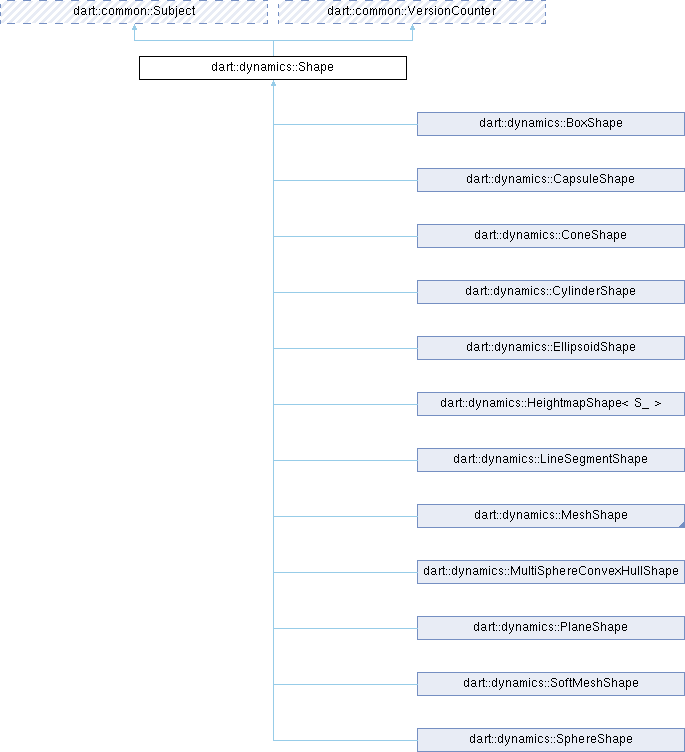 dart::common::Subject
dart::common::VersionCounter
dart::dynamics::Shape
dart::dynamics::BoxShape
dart::dynamics::CapsuleShape
dart::dynamics::ConeShape
dart::dynamics::CylinderShape
dart::dynamics::EllipsoidShape
dart::dynamics::HeightmapShape< S_ >
dart::dynamics::LineSegmentShape
dart::dynamics::MeshShape
dart::dynamics::MultiSphereConvexHullShape
dart::dynamics::PlaneShape
dart::dynamics::SoftMeshShape
dart::dynamics::SphereShape